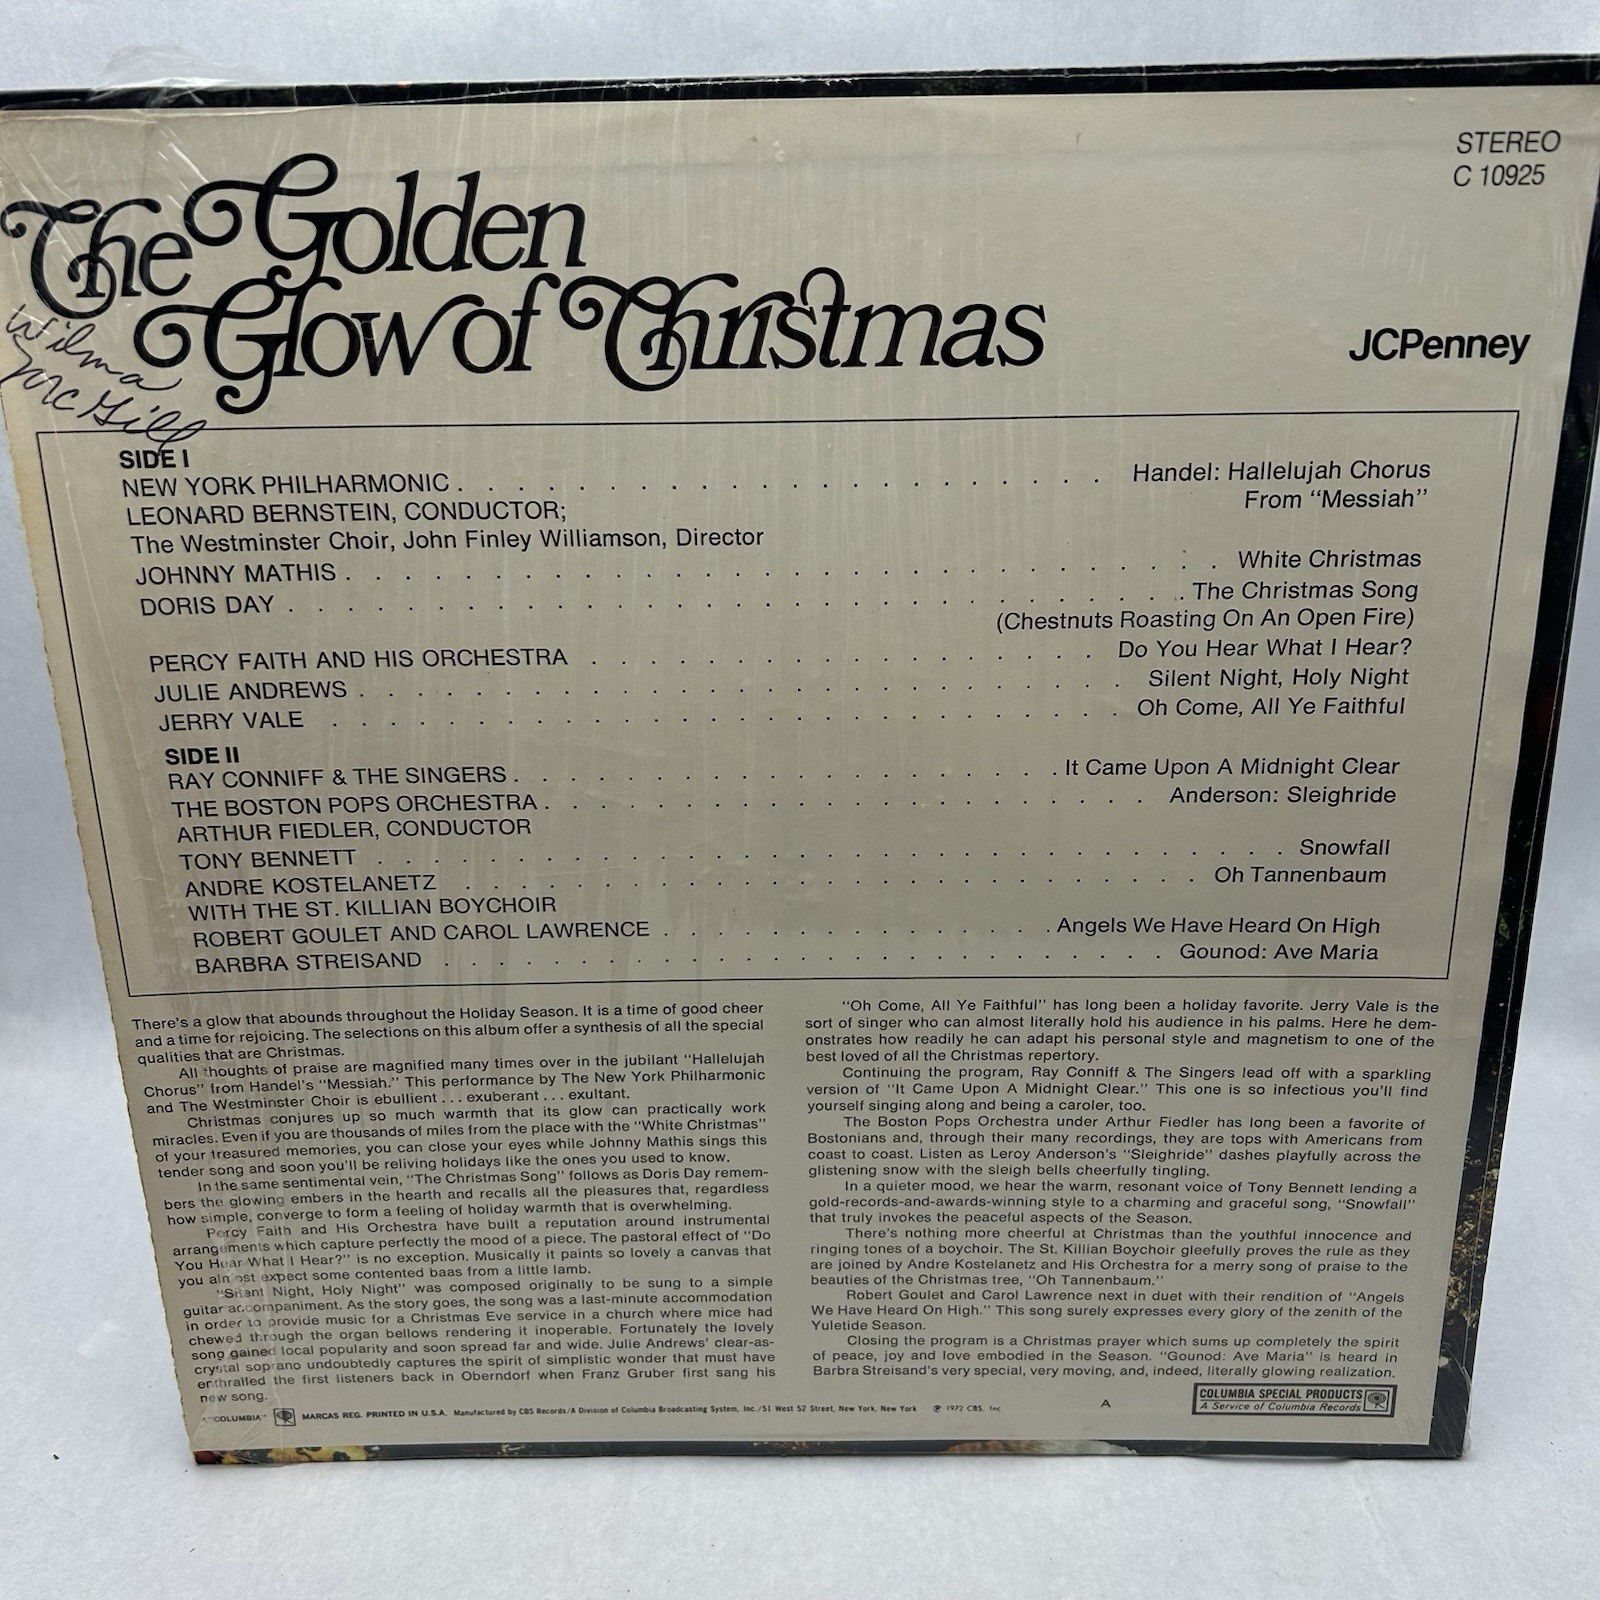 STEREO
C 10925
The Golden
Glow of Christmas
JCPenney
Wilma
McGill
SIDE I
NEW YORK PHILHARMONIC . . . . . . . . . . . . . . . . . . . . . . Handel: Hallelujah Chorus
LEONARD BERNSTEIN, CONDUCTOR; From "Messiah"
The Westminster Choir, John Finley Williamson, Director
JOHNNY MATHIS . . . . . . . . . . . . . . . . . . . . . . . . . . . . . . White Christmas
DORIS DAY . . . . . . . . . . . . . . . . . . . . . . . . . . . . . . . The Christmas Song
(Chestnuts Roasting On An Open Fire)
PERCY FAITH AND HIS ORCHESTRA . . . . . . . . . . . . . . . . . . Do You Hear What I Hear?
JULIE ANDREWS . . . . . . . . . . . . . . . . . . . . . . . . . . . Silent Night, Holy Night
JERRY VALE . . . . . . . . . . . . . . . . . . . . . . . . . . . . Oh Come, All Ye Faithful
SIDE II
RAY CONNIFF & THE SINGERS . . . . . . . . . . . . . . . . . . . It Came Upon A Midnight Clear
THE BOSTON POPS ORCHESTRA . . . . . . . . . . . . . . . . . . . . . Anderson: Sleighride
ARTHUR FIEDLER, CONDUCTOR
TONY BENNETT . . . . . . . . . . . . . . . . . . . . . . . . . . . . . . . . Snowfall
ANDRE KOSTELANETZ . . . . . . . . . . . . . . . . . . . . . . . . . . Oh Tannenbaum
WITH THE ST. KILLIAN BOYCHOIR
ROBERT GOULET AND CAROL LAWRENCE . . . . . . . . . . . . . . Angels We Have Heard On High
BARBRA STREISAND . . . . . . . . . . . . . . . . . . . . . . . . . Gounod: Ave Maria
There's a glow that abounds throughout the Holiday Season. It is a time of good cheer
and a time for rejoicing. The selections on this album offer a synthesis of all the special
qualities that are Christmas.
All thoughts of praise are magnified many times over in the jubilant "Hallelujah
Chorus" from Handel's "Messiah." This performance by The New York Philharmonic
and The Westminster Choir is ebullient . . . exuberant . . . exultant.
Christmas conjures up so much warmth that its glow can practically work
miracles. Even if you are thousands of miles from the place with the "White Christmas"
of your treasured memories, you can close your eyes while Johnny Mathis sings this
tender song and soon you'll be reliving holidays like the ones you used to know.
In the same sentimental vein, "The Christmas Song" follows as Doris Day remem-
bers the glowing embers in the hearth and recalls all the pleasures that, regardless
how simple, converge to form a feeling of holiday warmth that is overwhelming.
Percy Faith and His Orchestra have built a reputation around instrumental
arrangements which capture perfectly the mood of a piece. The pastoral effect of "Do
You Hear What I Hear?" is no exception. Musically it paints so lovely a canvas that
you almost expect some contented baas from a little lamb.
"Silent Night, Holy Night" was composed originally to be sung to a simple
guitar accompaniment. As the story goes, the song was a last-minute accommodation
in order to provide music for a Christmas Eve service in a church where mice had
chewed through the organ bellows rendering it inoperable. Fortunately the lovely
song gained local popularity and soon spread far and wide. Julie Andrews' clear-as-
crystal soprano undoubtedly captures the spirit of simplistic wonder that must have
enthralled the first listeners back in Oberndorf when Franz Gruber first sang his
new song.
"Oh Come, All Ye Faithful" has long been a holiday favorite. Jerry Vale is the
sort of singer who can almost literally hold his audience in his palms. Here he dem-
onstrates how readily he can adapt his personal style and magnetism to one of the
best loved of all the Christmas repertory.
Continuing the program, Ray Conniff & The Singers lead off with a sparkling
version of "It Came Upon A Midnight Clear." This one is so infectious you'll find
yourself singing along and being a caroler, too.
The Boston Pops Orchestra under Arthur Fiedler has long been a favorite of
Bostonians and, through their many recordings, they are tops with Americans from
coast to coast. Listen as Leroy Anderson's "Sleighride" dashes playfully across the
glistening snow with the sleigh bells cheerfully tingling.
In a quieter mood, we hear the warm, resonant voice of Tony Bennett lending a
gold-records-and-awards-winning style to a charming and graceful song, "Snowfall"
that truly invokes the peaceful aspects of the Season.
There's nothing more cheerful at Christmas than the youthful innocence and
ringing tones of a boychoir. The St. Killian Boychoir gleefully proves the rule as they
are joined by Andre Kostelanetz and His Orchestra for a merry song of praise to the
beauties of the Christmas tree, "Oh Tannenbaum."
Robert Goulet and Carol Lawrence next in duet with their rendition of "Angels
We Have Heard On High." This song surely expresses every glory of the zenith of the
Yuletide Season.
Closing the program is a Christmas prayer which sums up completely the spirit
of peace, joy and love embodied in the Season. "Gounod: Ave Maria" is heard in
Barbra Streisand's very special, very moving, and, indeed, literally glowing realization.
"COLUMBIA" MARCAS REG. PRINTED IN U.S.A. Manufactured by CBS Records/A Division of Columbia Broadcasting System, Inc./51 West 52 Street, New York, New York ℗ 1972 CBS, Inc.
A
COLUMBIA SPECIAL PRODUCTS
A Service of Columbia Records